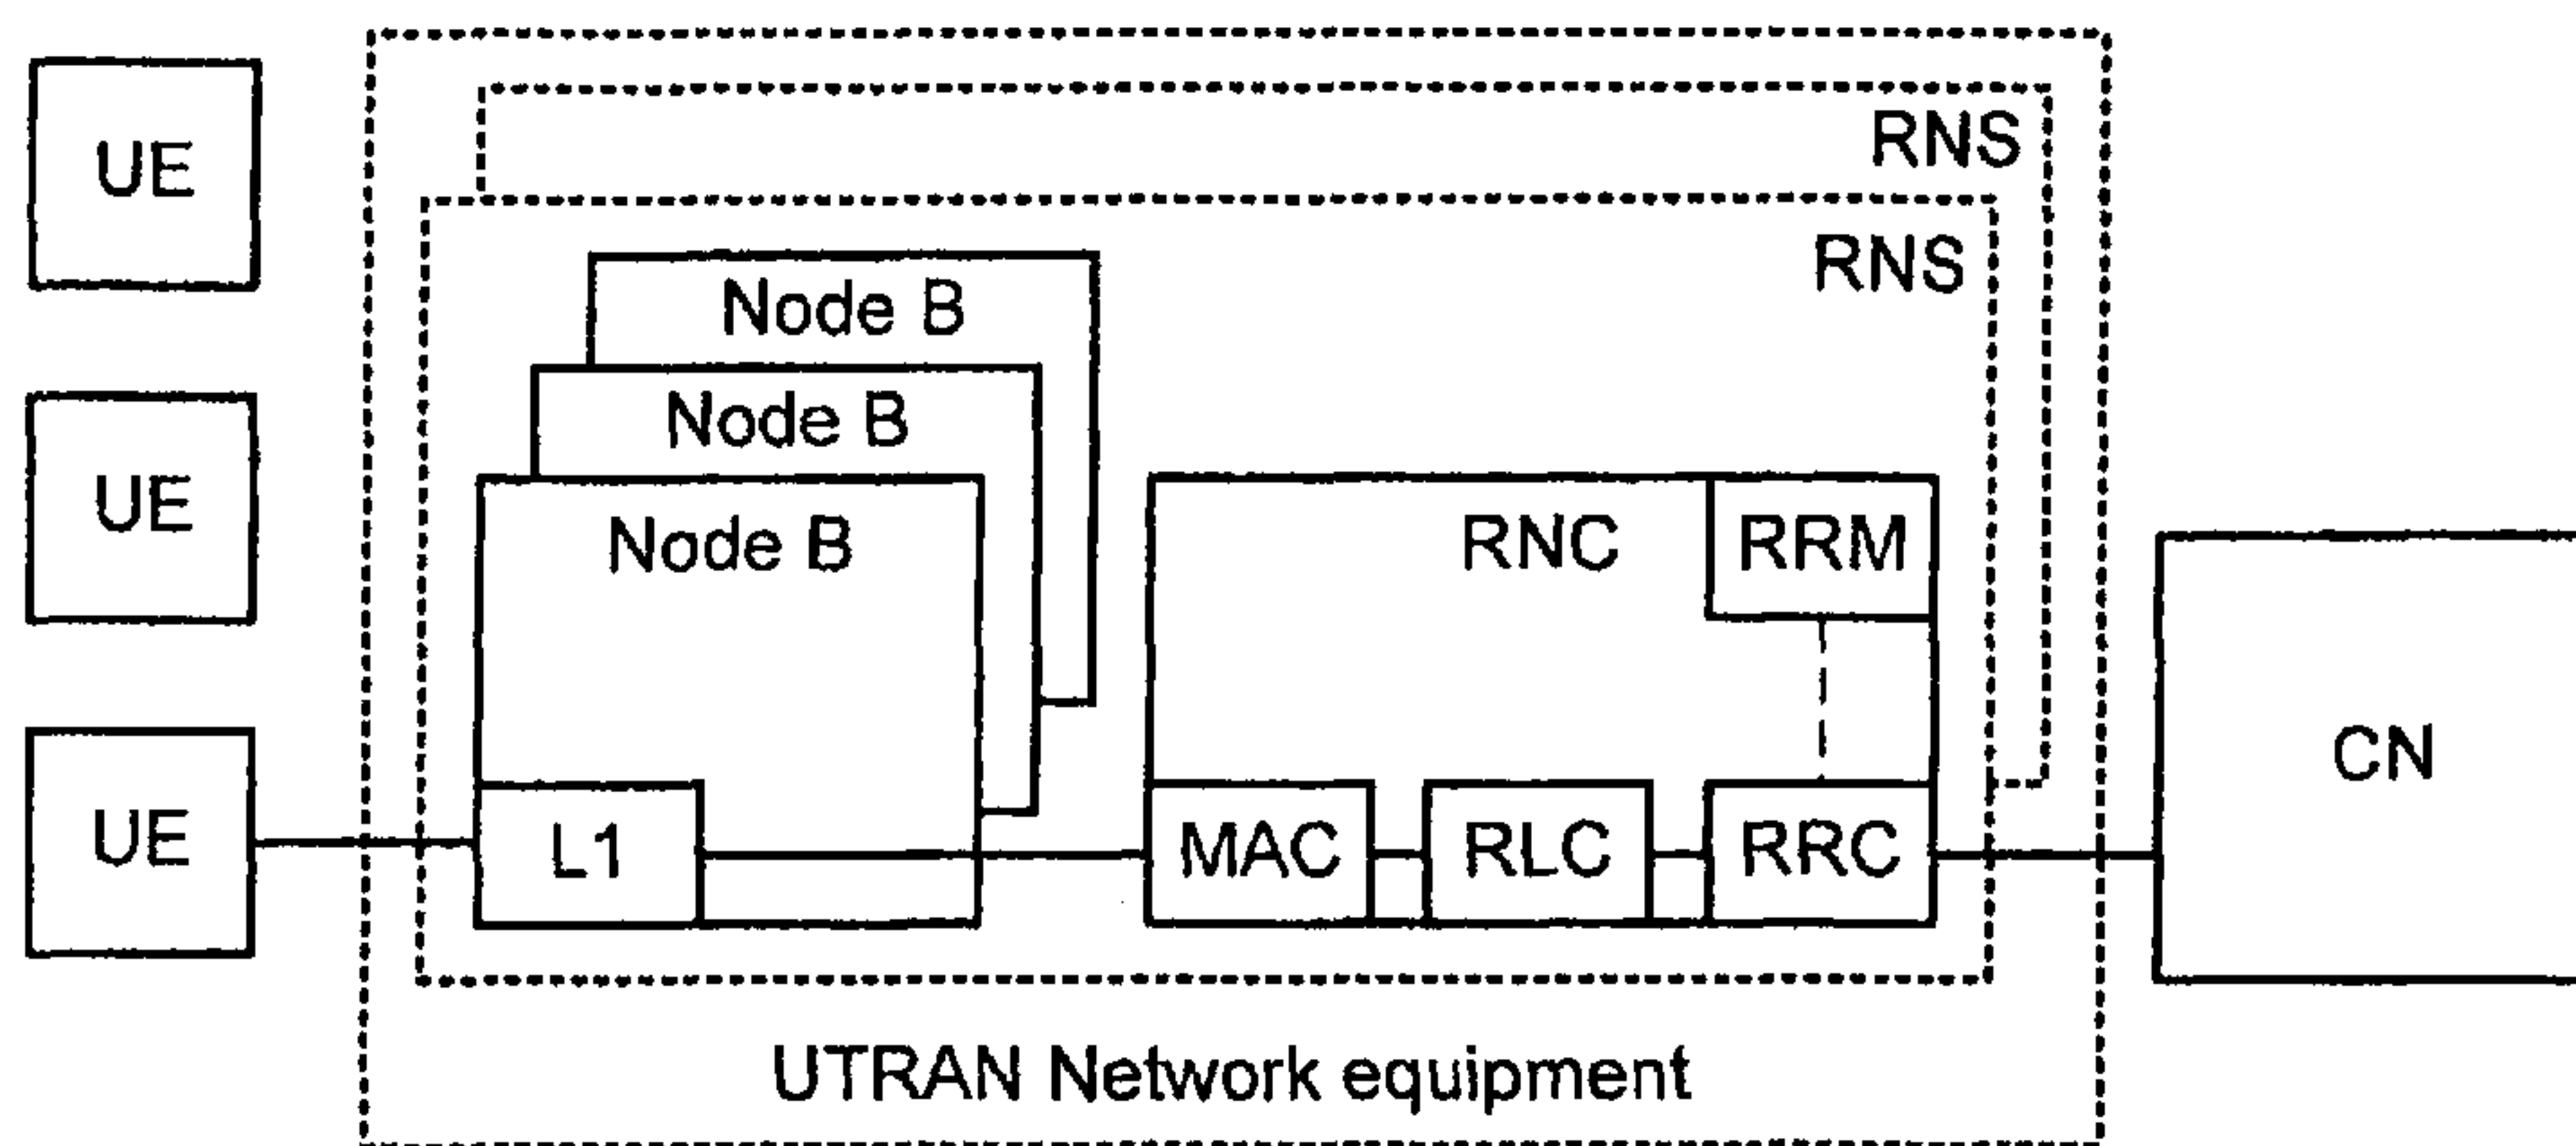 UE
RNS
RNS
Node B
Node B
UE
Node B
RNC
RRM
CN
UE
L1
MAC
RLC
RRC
UTRAN Network equipment